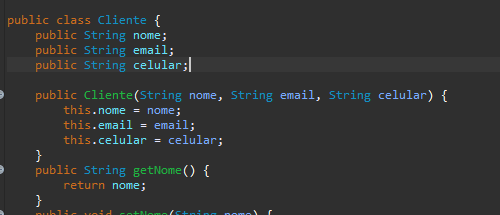 public class Cliente {
public String nome;
public String email;
public String celular;
public Cliente(String nome, String email, String celular) {
this.nome = nome;
this.email = email;
this.celular = celular;
}
public String getNome() {
return nome;
}
public void setNome(String nome) {